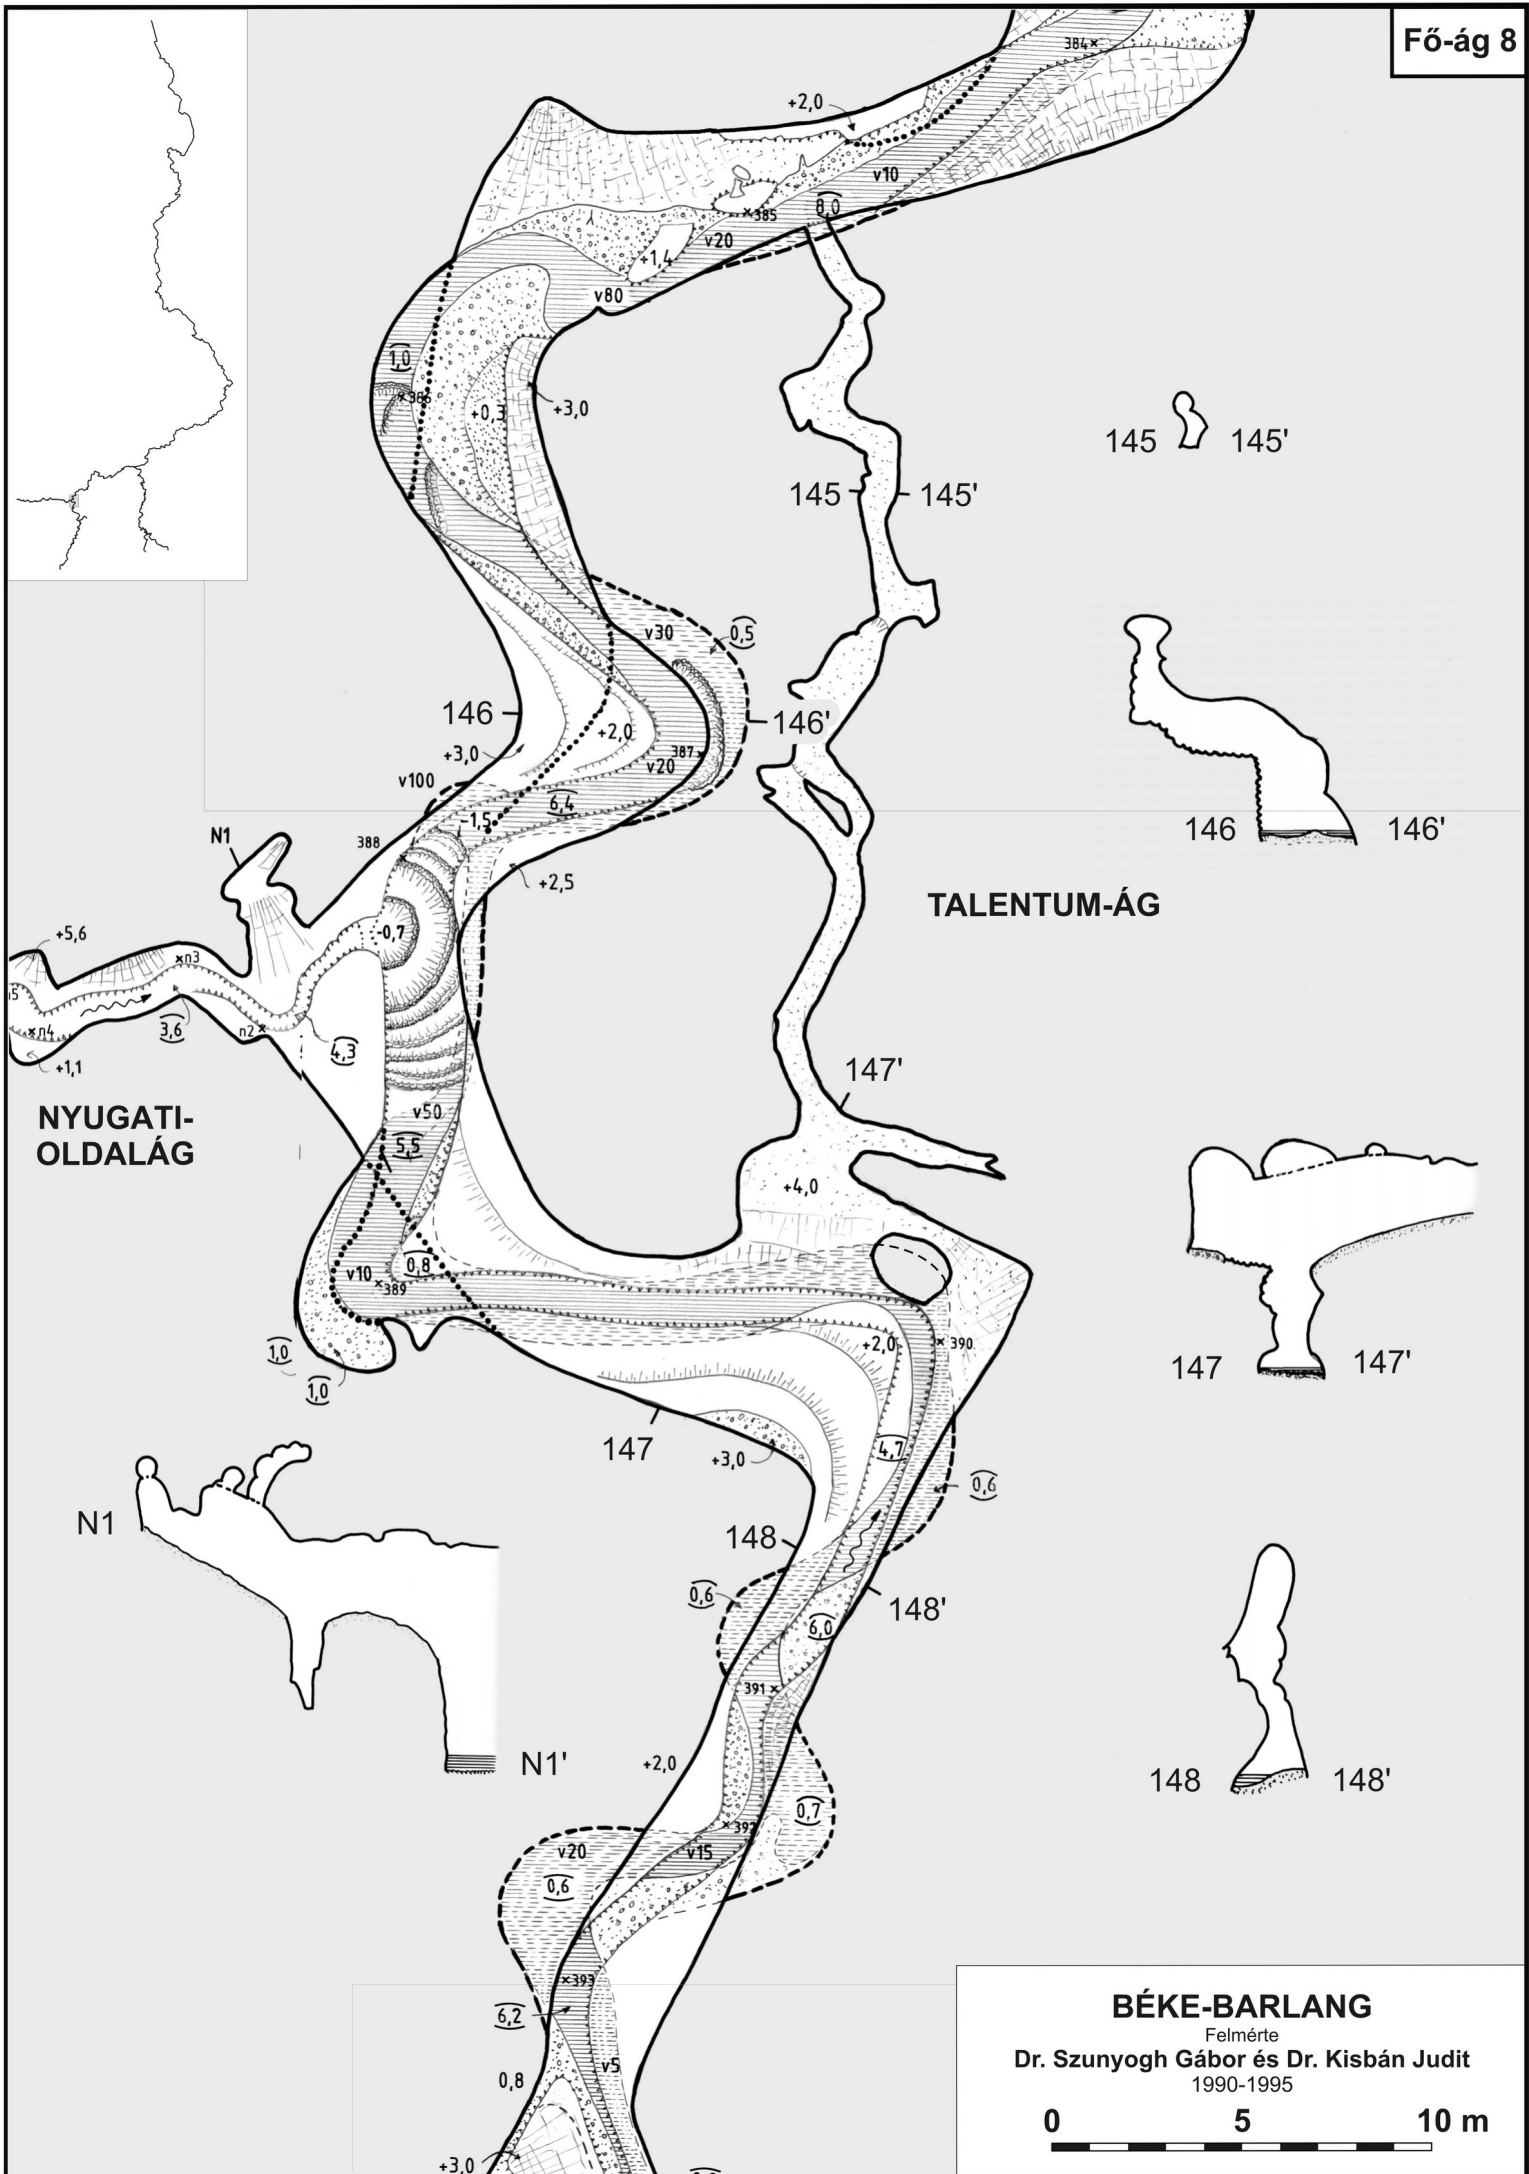 Fő-ág 8
384×
+2,0
v10
×385
8,0
v20
+1,4
v80
1,0
×386
+0,3
+3,0
145 145'
145 145'
v30
0,5
146
146'
+2,0
387×
+3,0
v20
v100
6,4
-1,5
146 146'
N1
388
+2,5
TALENTUM-ÁG
-0,7
+5,6
×n3
×n4
3,6
n2×
4,3
+1,1
147'
NYUGATI-
OLDALÁG
v50
5,5
+4,0
0,8
v10
×389
+2,0
×390
1,0
1,0
147 147'
147
+3,0
4,7
0,6
N1
148
0,6
148'
6,0
391×
N1'
+2,0
148 148'
0,7
×392
v20
v15
0,6
×393
6,2
v5
0,8
+3,0
BÉKE-BARLANG
Felmérte
Dr. Szunyogh Gábor és Dr. Kisbán Judit
1990-1995
0 5 10 m